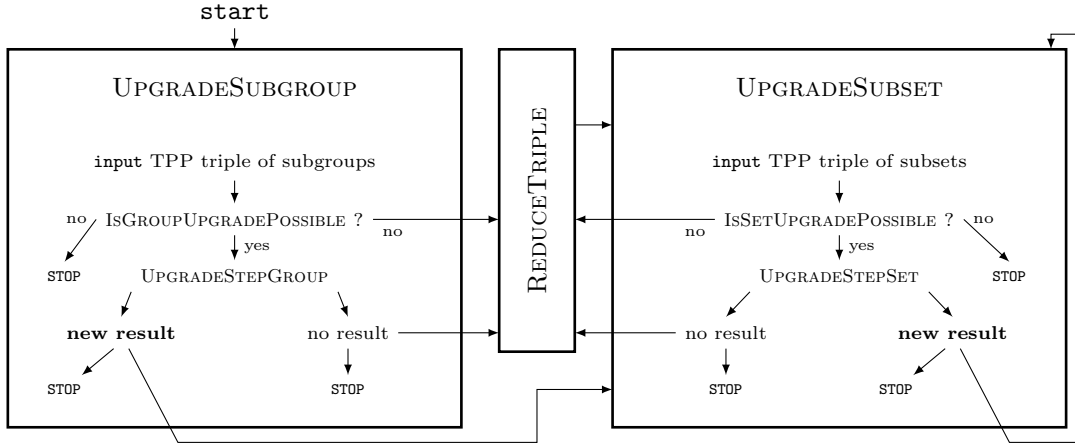 start
UPGRADESUBGROUP
input TPP triple of subgroups
no
ISGROUPUPGRADEPOSSIBLE ?
no
yes
STOP
UPGRADESTEPGROUP
new result
no result
STOP
STOP
REDUCETRIPLE
UPGRADESUBSET
input TPP triple of subsets
no
ISSETUPGRADEPOSSIBLE ?
no
yes
STOP
UPGRADESTEPSET
no result
new result
STOP
STOP